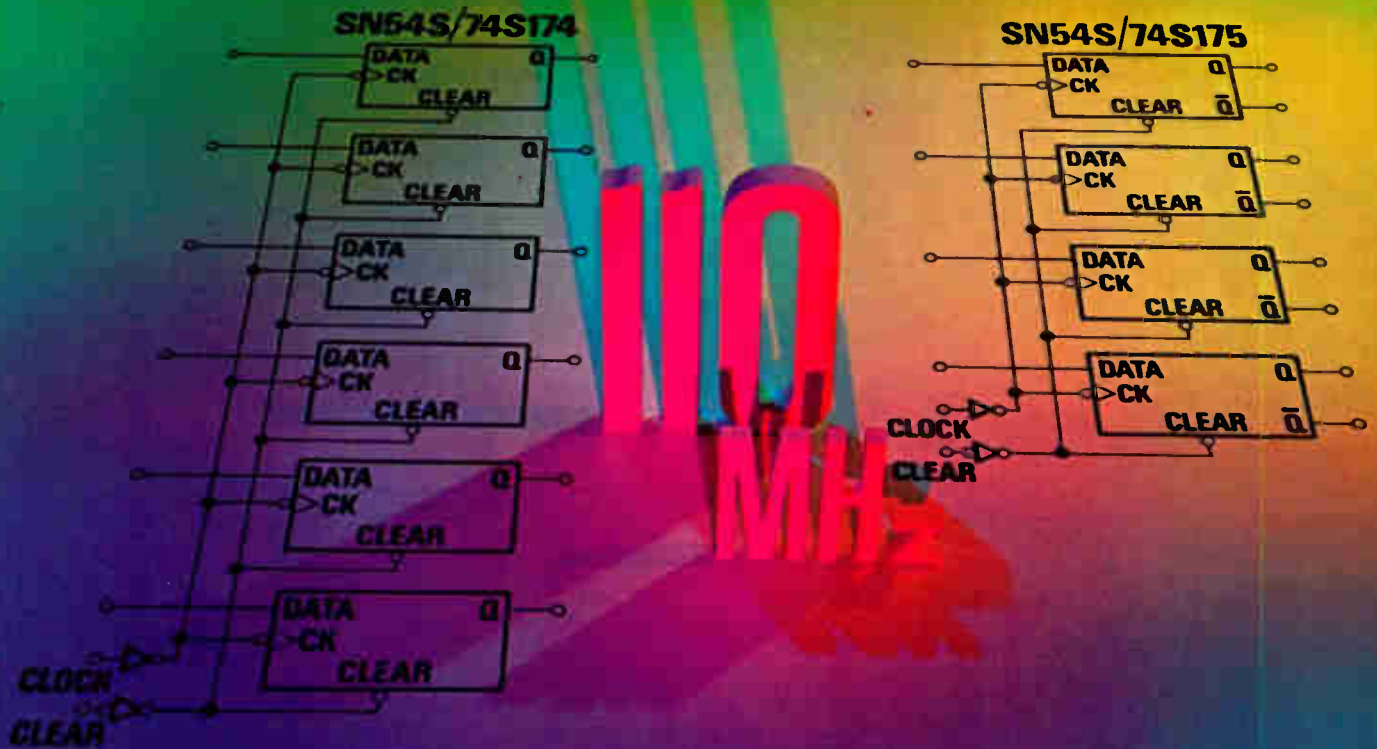 SN54S/74S174
DATA Q
CK
CLEAR
DATA Q
CK
CLEAR
DATA Q
CK
CLEAR
DATA Q
CK
CLEAR
DATA Q
CK
CLEAR
DATA Q
CK
CLEAR
CLOCK
CLEAR
110
MHz
SN54S/74S175
DATA Q
CK
CLEAR Q̅
DATA Q
CK
CLEAR Q̅
DATA Q
CK
CLEAR Q̅
DATA Q
CK
CLEAR Q̅
CLOCK
CLEAR